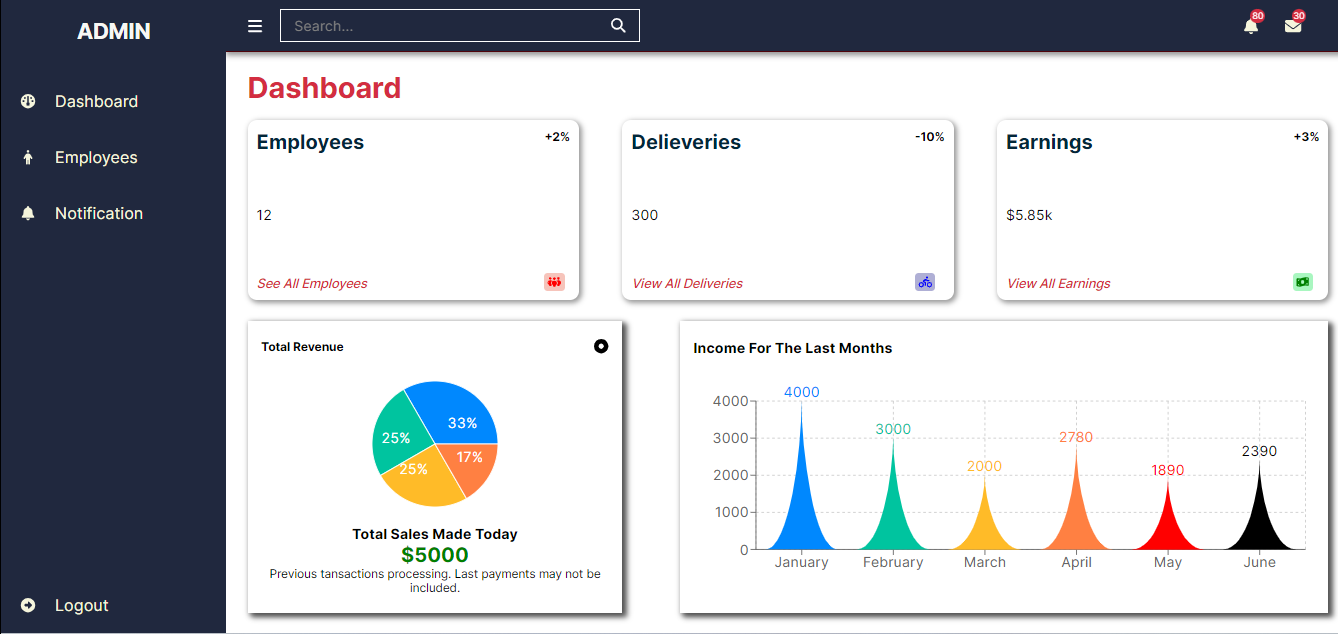 ADMIN
Search...
80
30
Dashboard
Employees
Notification
Logout
Dashboard
Employees
+2%
12
See All Employees
Delieveries
-10%
300
View All Deliveries
Earnings
+3%
$5.85k
View All Earnings
Total Revenue
33%
25%
25%
17%
Total Sales Made Today
$5000
Previous tansactions processing. Last payments may not be
included.
Income For The Last Months
4000
3000
2000
1000
0
4000
3000
2000
2780
1890
2390
January February March April May June